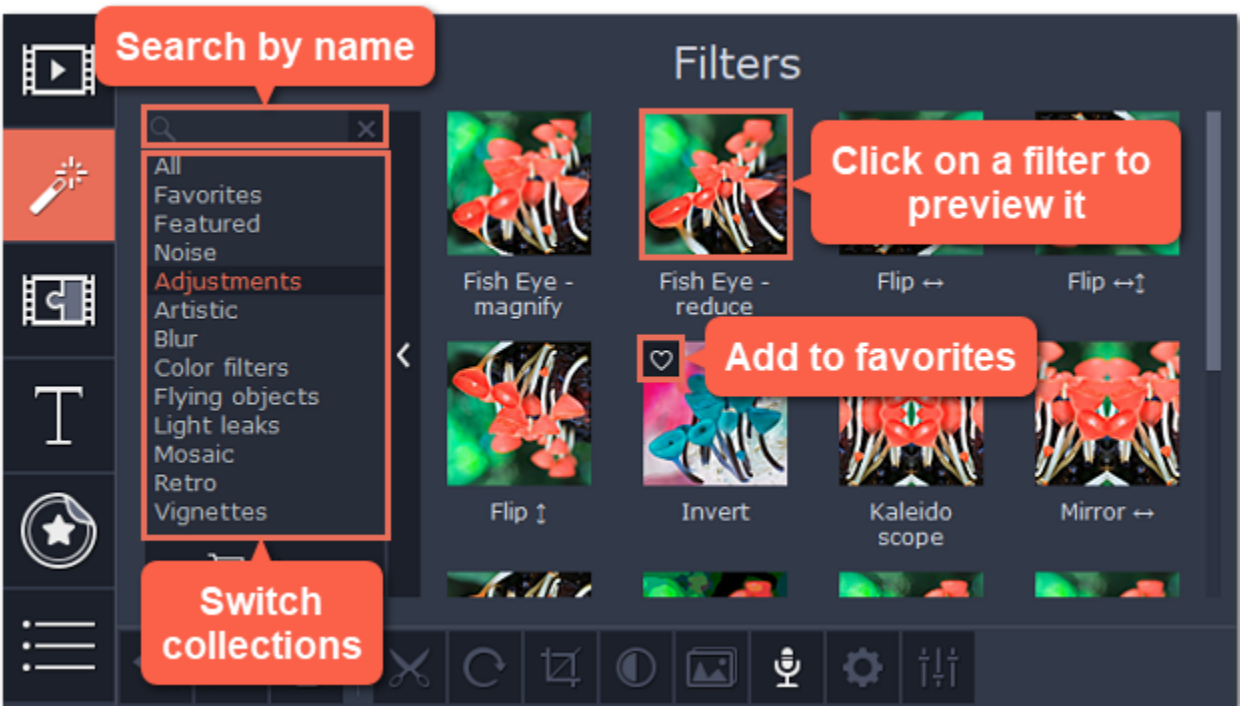 Search by name
Filters
All
Favorites
Featured
Noise
Adjustments
Artistic
Blur
Color filters
Flying objects
Light leaks
Mosaic
Retro
Vignettes
Switch
collections
Click on a filter to
preview it
Fish Eye -
magnify
Fish Eye -
reduce
Flip ↔
Flip ↔↕
Add to favorites
Flip ↕
Invert
Kaleido
scope
Mirror ↔
T